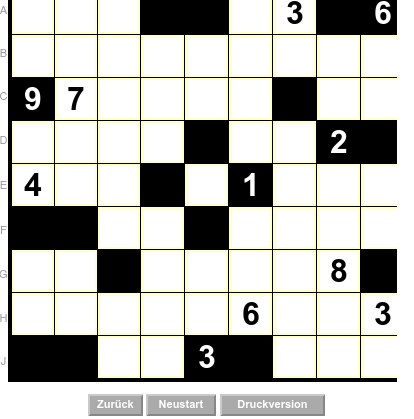 A 3 6
B
C 9 7
D 2
E 4 1
F
G 8
H 6 3
J 3
Zurück Neustart Druckversion